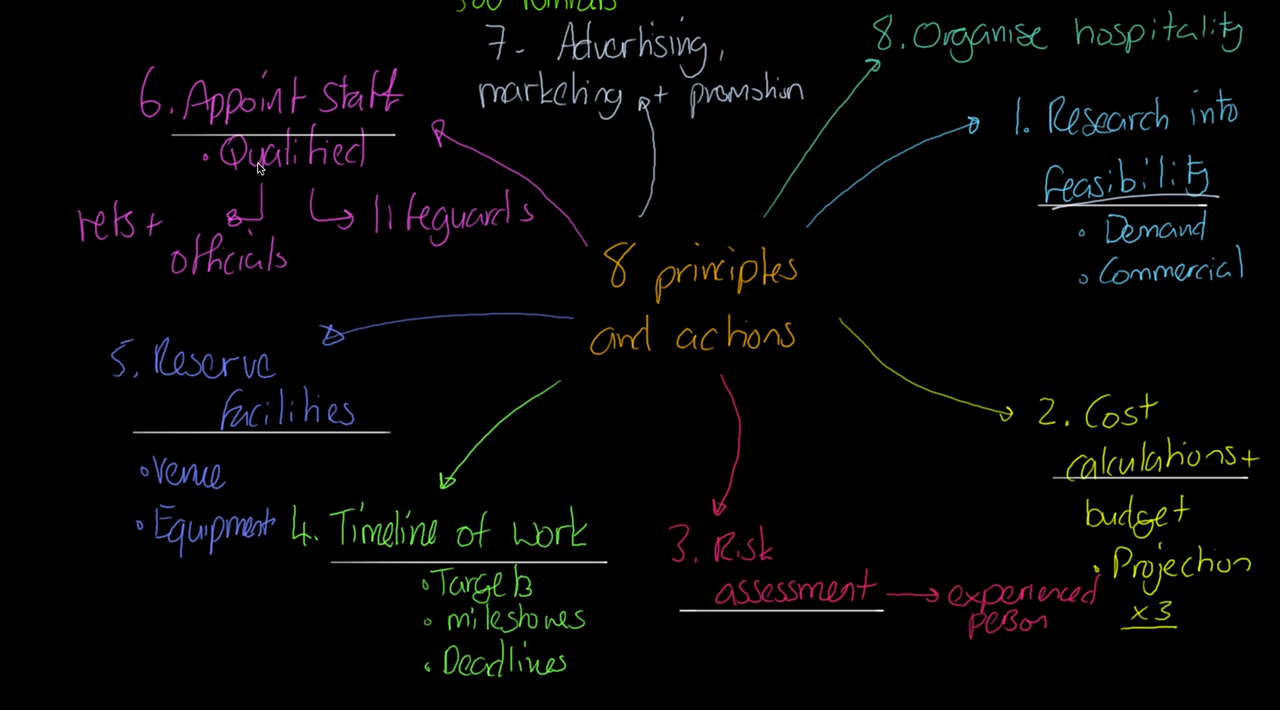 8 principles
and actions
1. Research into
feasibility
• Demand
• Commercial
2. Cost
calculations +
budget
• Projection
x3
3. Risk
assessment → experienced
person
4. Timeline of work
• Targets
• milestones
• Deadlines
5. Reserve
facilities
• Venue
• Equipment
6. Appoint staff
• Qualified
refs +
officials
lifeguards
7- Advertising,
marketing + promotion
8. Organise hospitality